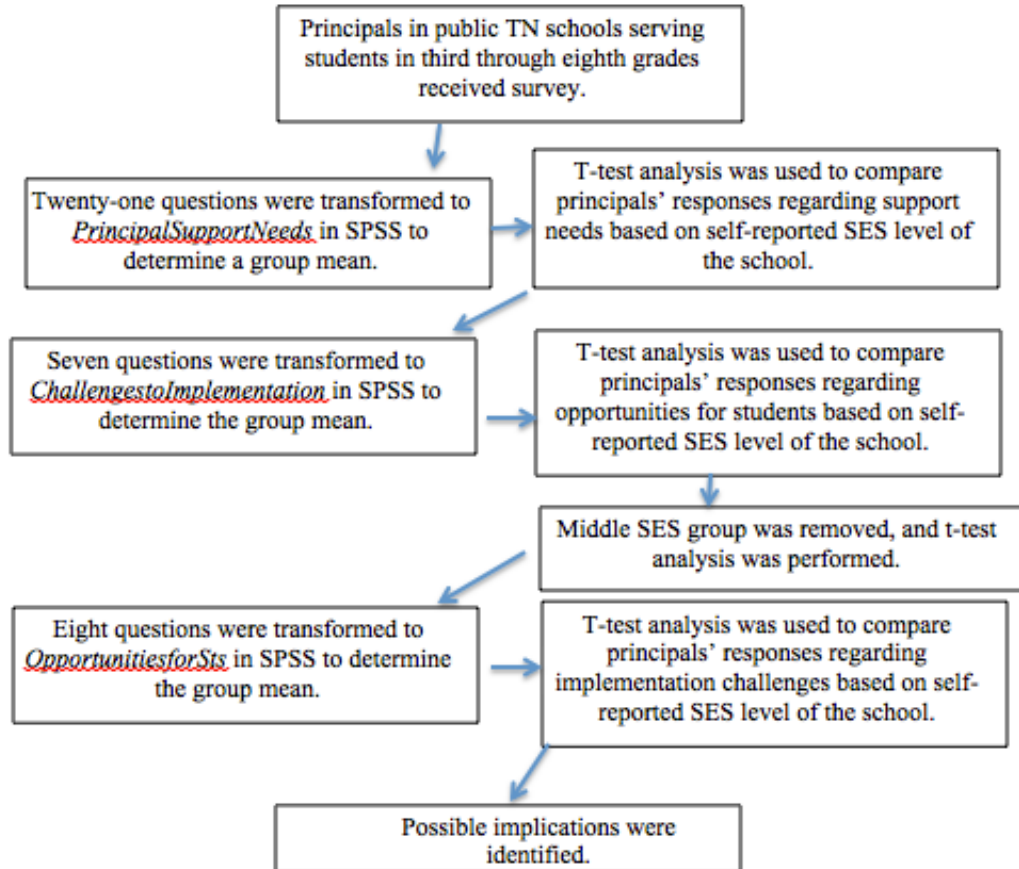 Principals in public TN schools serving
students in third through eighth grades
received survey.
Twenty-one questions were transformed to
PrincipalSupportNeeds in SPSS to
determine a group mean.
T-test analysis was used to compare
principals’ responses regarding support
needs based on self-reported SES level of
the school.
Seven questions were transformed to
ChallengestoImplementation in SPSS to
determine the group mean.
T-test analysis was used to compare
principals’ responses regarding
opportunities for students based on self-
reported SES level of the school.
Middle SES group was removed, and t-test
analysis was performed.
Eight questions were transformed to
OpportunitiesforSts in SPSS to determine
the group mean.
T-test analysis was used to compare
principals’ responses regarding
implementation challenges based on self-
reported SES level of the school.
Possible implications were
identified.